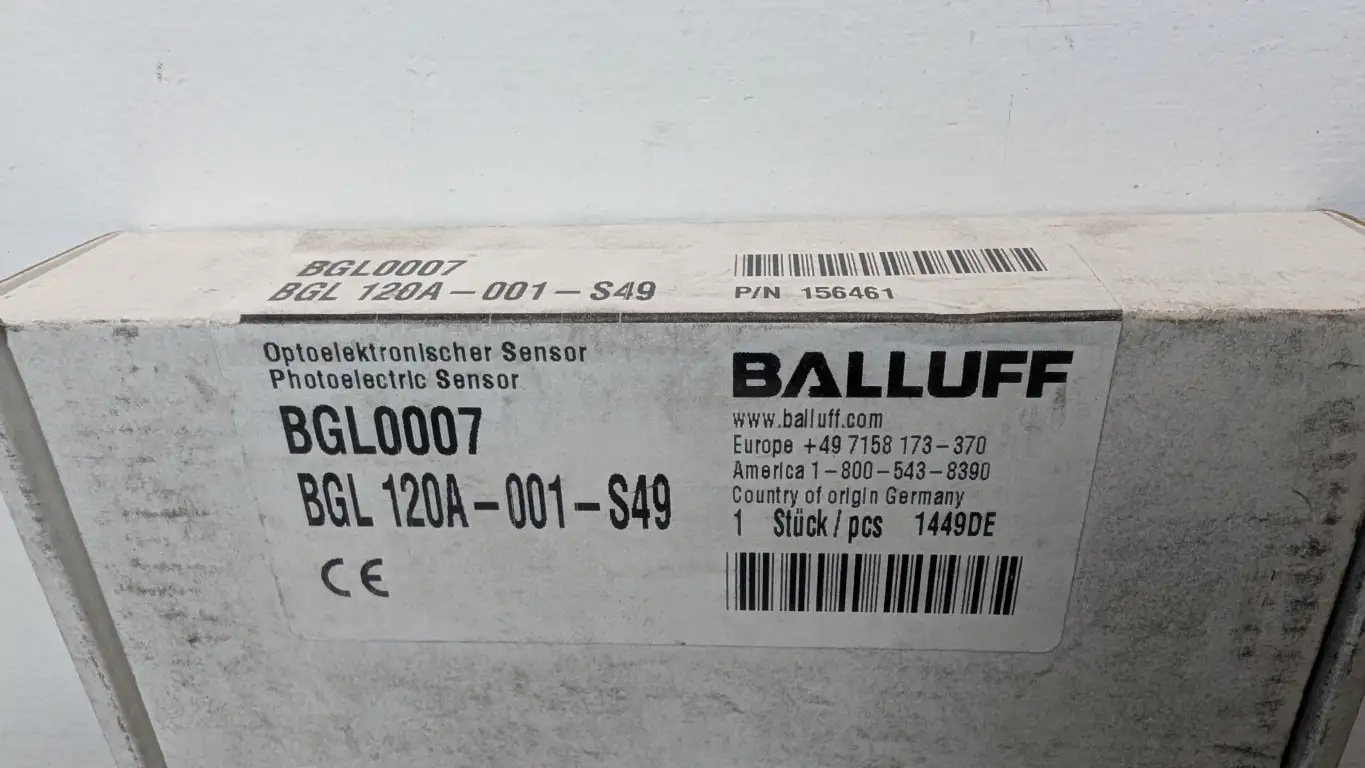 BGL0007
BGL 120A-001-S49
P/N 156461
Optoelektronischer Sensor
Photoelectric Sensor
BGL0007
BGL 120A-001-S49
CE
BALLUFF
www.balluff.com
Europe +49 7158 173-370
America 1-800-543-8390
Country of origin Germany
1 Stück/pcs 1449DE